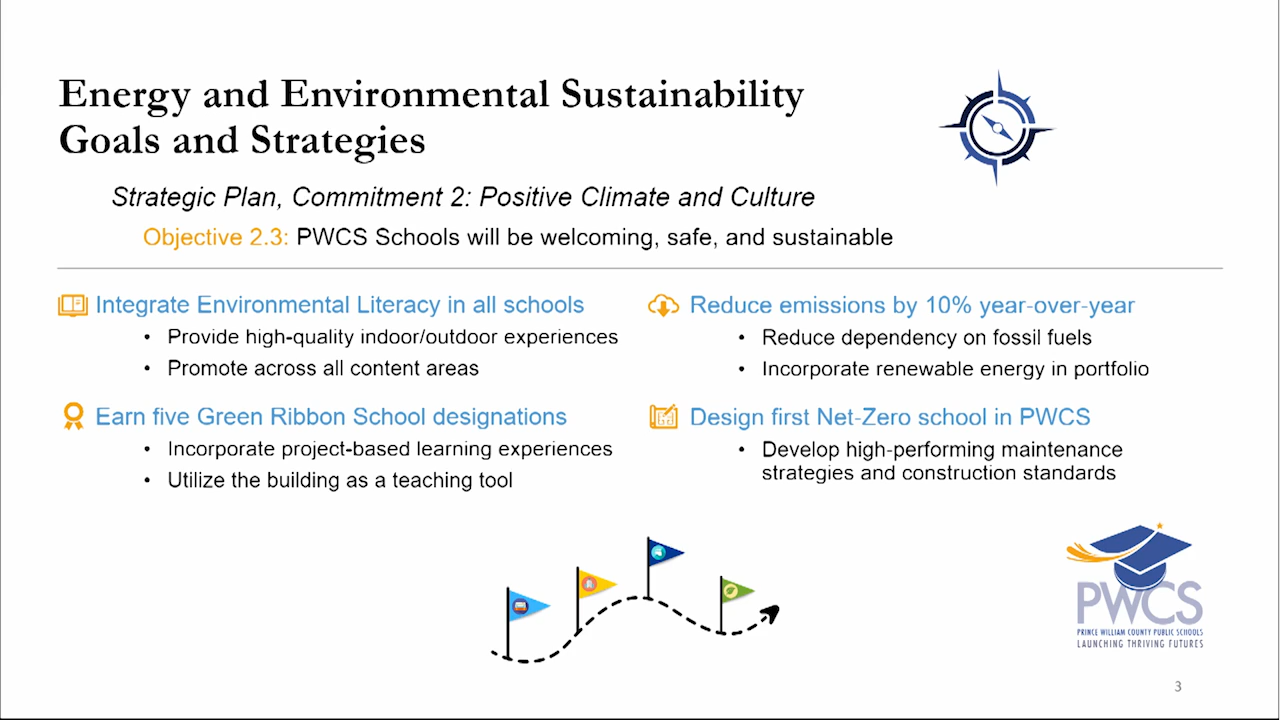 Energy and Environmental Sustainability
Goals and Strategies
Strategic Plan, Commitment 2: Positive Climate and Culture
Objective 2.3: PWCS Schools will be welcoming, safe, and sustainable
Integrate Environmental Literacy in all schools
• Provide high-quality indoor/outdoor experiences
• Promote across all content areas
Earn five Green Ribbon School designations
• Incorporate project-based learning experiences
• Utilize the building as a teaching tool
Reduce emissions by 10% year-over-year
• Reduce dependency on fossil fuels
• Incorporate renewable energy in portfolio
Design first Net-Zero school in PWCS
• Develop high-performing maintenance
strategies and construction standards
PWCS
PRINCE WILLIAM COUNTY PUBLIC SCHOOLS
LAUNCHING THRIVING FUTURES
3